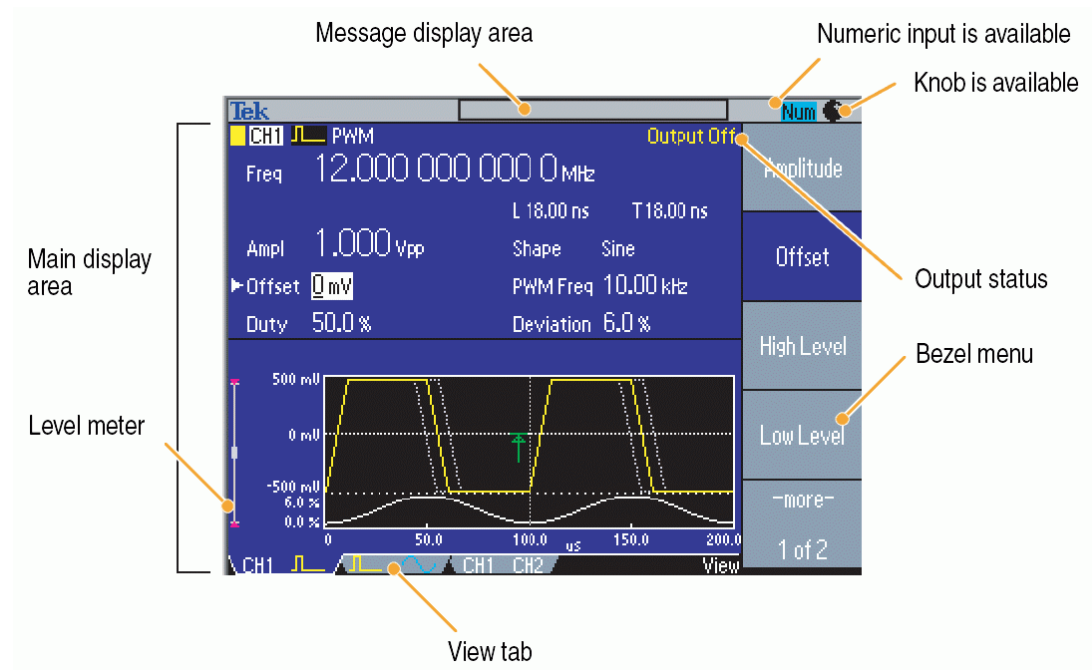 Message display area
Numeric input is available
Knob is available
Tek
Num
CH1 PWM
Output Off
Amplitude
Freq 12.000 000 000 0 MHz
L 18.00 ns T18.00 ns
Main display
area
Ampl 1.000 Vpp
Shape Sine
Offset
Output status
Offset 0 mV
PWM Freq 10.00 kHz
Duty 50.0 %
Deviation 6.0 %
High Level
Bezel menu
Level meter
500 mV
0 mV
-500 mV
6.0 %
0.0 %
0 50.0 100.0 us 150.0 200.0
Low Level
-more-
1 of 2
CH1
CH1 CH2
View
View tab